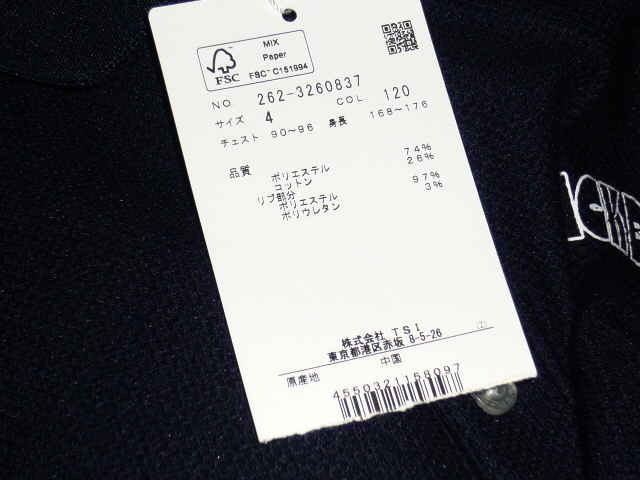 MIX
Paper
FSC
FSC™ C151994
NO. 262-3260837
サイズ 4 COL 120
チェスト 90～96 身長 168～176
品質
ポリエステル 74%
コットン 26%
リブ部分
ポリエステル 97%
ポリウレタン 3%
株式会社 TSI
東京都港区赤坂 8-5-26
原産地 中国
4550321158097